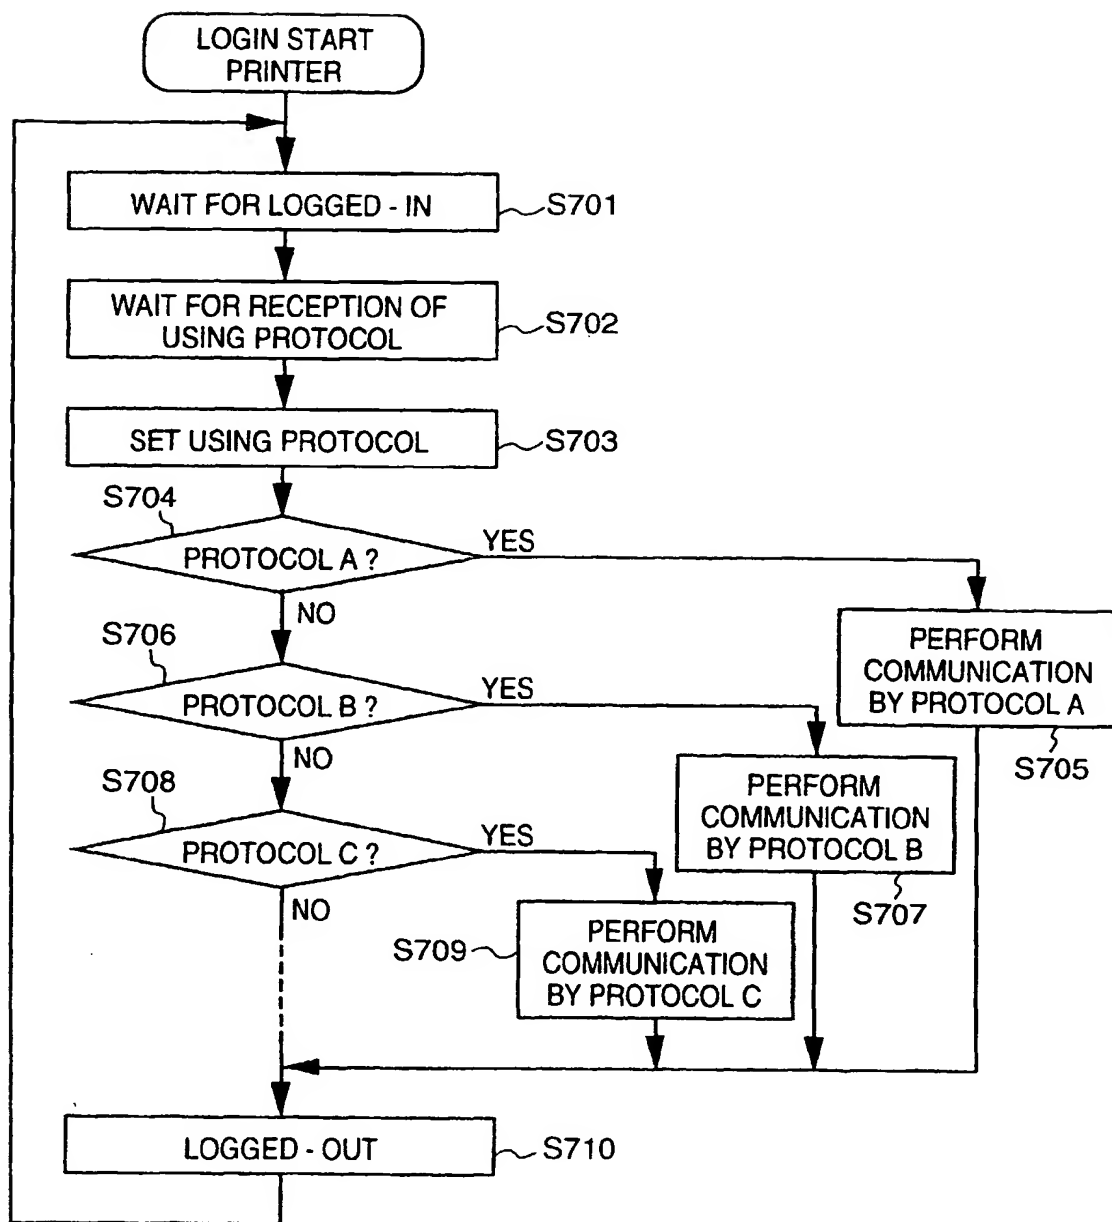 LOGIN START
PRINTER
WAIT FOR LOGGED - IN
S701
WAIT FOR RECEPTION OF
USING PROTOCOL
S702
SET USING PROTOCOL
S703
S704
PROTOCOL A ?
YES
NO
PERFORM
COMMUNICATION
BY PROTOCOL A
S705
S706
PROTOCOL B ?
YES
NO
PERFORM
COMMUNICATION
BY PROTOCOL B
S707
S708
PROTOCOL C ?
YES
NO
S709
PERFORM
COMMUNICATION
BY PROTOCOL C
LOGGED - OUT
S710